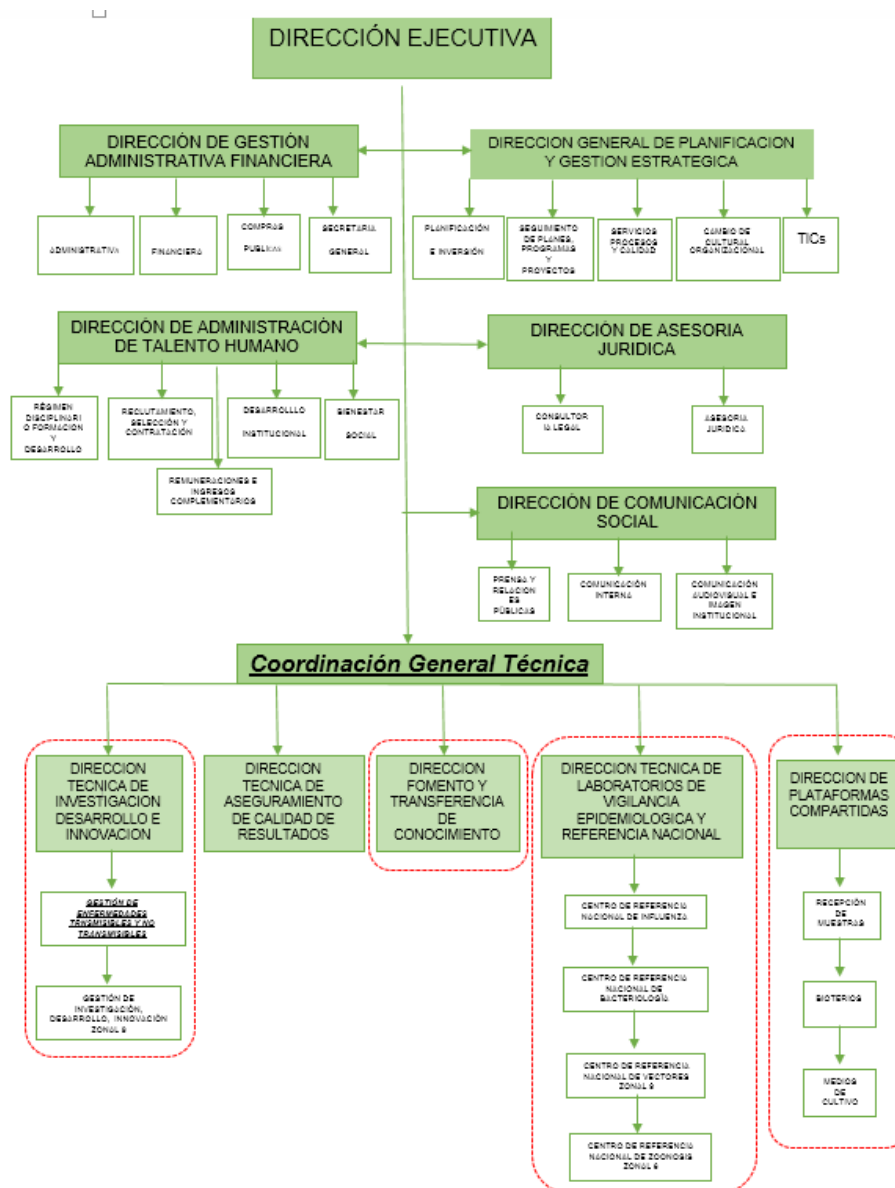 DIRECCIÓN EJECUTIVA
DIRECCIÓN DE GESTIÓN
ADMINISTRATIVA FINANCIERA
DIRECCION GENERAL DE PLANIFICACION
Y GESTION ESTRATEGICA
ADMINISTRATIVA
FINANCIERA
COMPRAS
PUBLICAS
SECRETARIA
GENERAL
PLANIFICACIÓN
E INVERSIÓN
SEGUIMIENTO
DE PLANES,
PROGRAMAS
Y
PROYECTOS
SERVICIOS
PROCESOS
Y CALIDAD
CAMBIO DE
CULTURAL
ORGANIZACIONAL
TICs
DIRECCIÓN DE ADMINISTRACIÓN
DE TALENTO HUMANO
DIRECCIÓN DE ASESORIA
JURIDICA
RÉGIMEN
DISCIPLINARI
O FORMACION
Y
DESARROLLO
RECLUTAMIENTO,
SELECCIÓN Y
CONTRATACIÓN
DESARROLLLO
INSTITUCIONAL
BIENESTAR
SOCIAL
CONSULTOR
IA LEGAL
ASESORIA
JURIDICA
REMUNERACIONES E
INGRESOS
COMPLEMENTARIOS
DIRECCIÓN DE COMUNICACIÓN
SOCIAL
PRENSA Y
RELACION
ES
PÚBLICAS
COMUNICACIÓN
INTERNA
COMUNICACIÓN
AUDIOVISUAL E
IMAGEN
INSTITUCIONAL
Coordinación General Técnica
DIRECCION
TECNICA DE
INVESTIGACION
DESARROLLO E
INNOVACION
DIRECCION
TECNICA DE
ASEGURAMIENTO
DE CALIDAD DE
RESULTADOS
DIRECCION
FOMENTO Y
TRANSFERENCIA
DE
CONOCIMIENTO
DIRECCION TECNICA DE
LABORATORIOS DE
VIGILANCIA
EPIDEMIOLOGICA Y
REFERENCIA NACIONAL
DIRECCION DE
PLATAFORMAS
COMPARTIDAS
GESTIÓN DE
ENFERMEDADES
TRNSMISIBLES Y NO
TRANSMISIBLES
GESTIÓN DE
INVESTIGACIÓN,
DESARROLLO, INNOVACIÓN
ZONAL 6
CENTRO DE REFERENCIA
NACIONAL DE INFLUENZA
CENTRO DE REFERENCIA
NACIONAL DE
BACTERIOLOGÍA
CENTRO DE REFERENCIA
NACIONAL DE VECTORES
ZONAL
CENTRO DE REFERENCIA
NACIONAL DE ZOONOSIS
ZONAL 6
RECEPCIÓN
DE
MUESTRAS
BIOTERIOS
MEDIOS
DE
CULTIVO